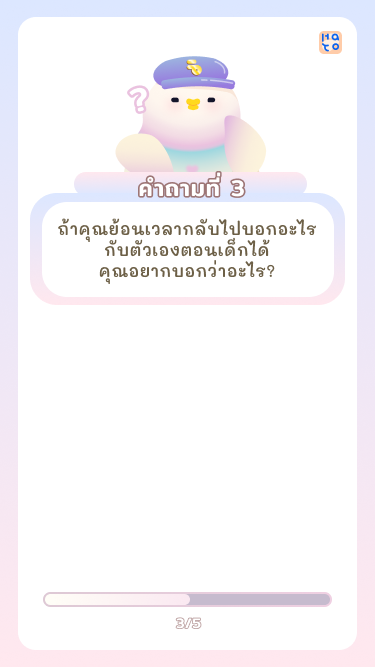 คำถามที่ 3
ถ้าคุณย้อนเวลากลับไปบอกอะไร
กับตัวเองตอนเด็กได้
คุณอยากบอกว่าอะไร?
3/5